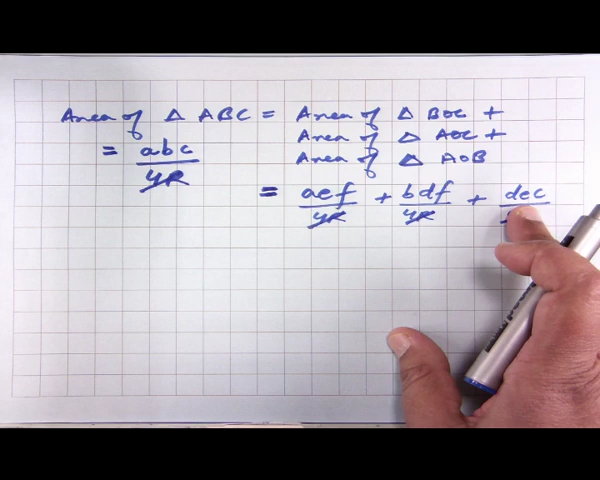 Area of Δ ABC = Area of Δ BOC +
Area of Δ AOC +
= abc/4R Area of Δ AOB
= aef/4R + bdf/4R + dec